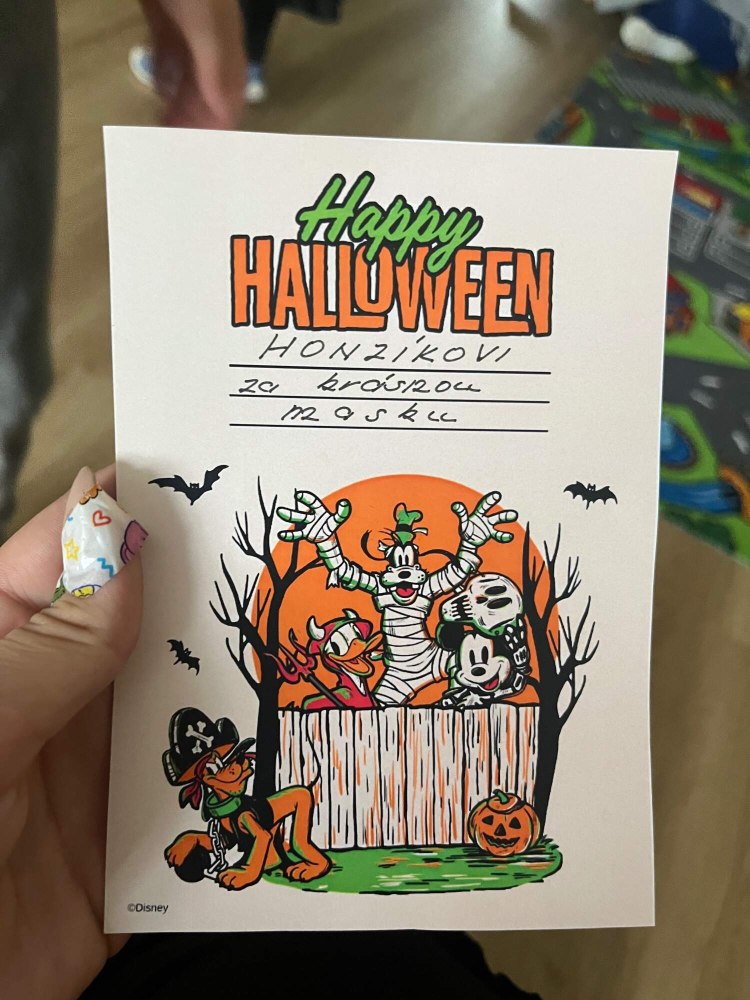 Happy
HALLOWEEN
HONZÍKOVI
za krásnou
masku
©Disney